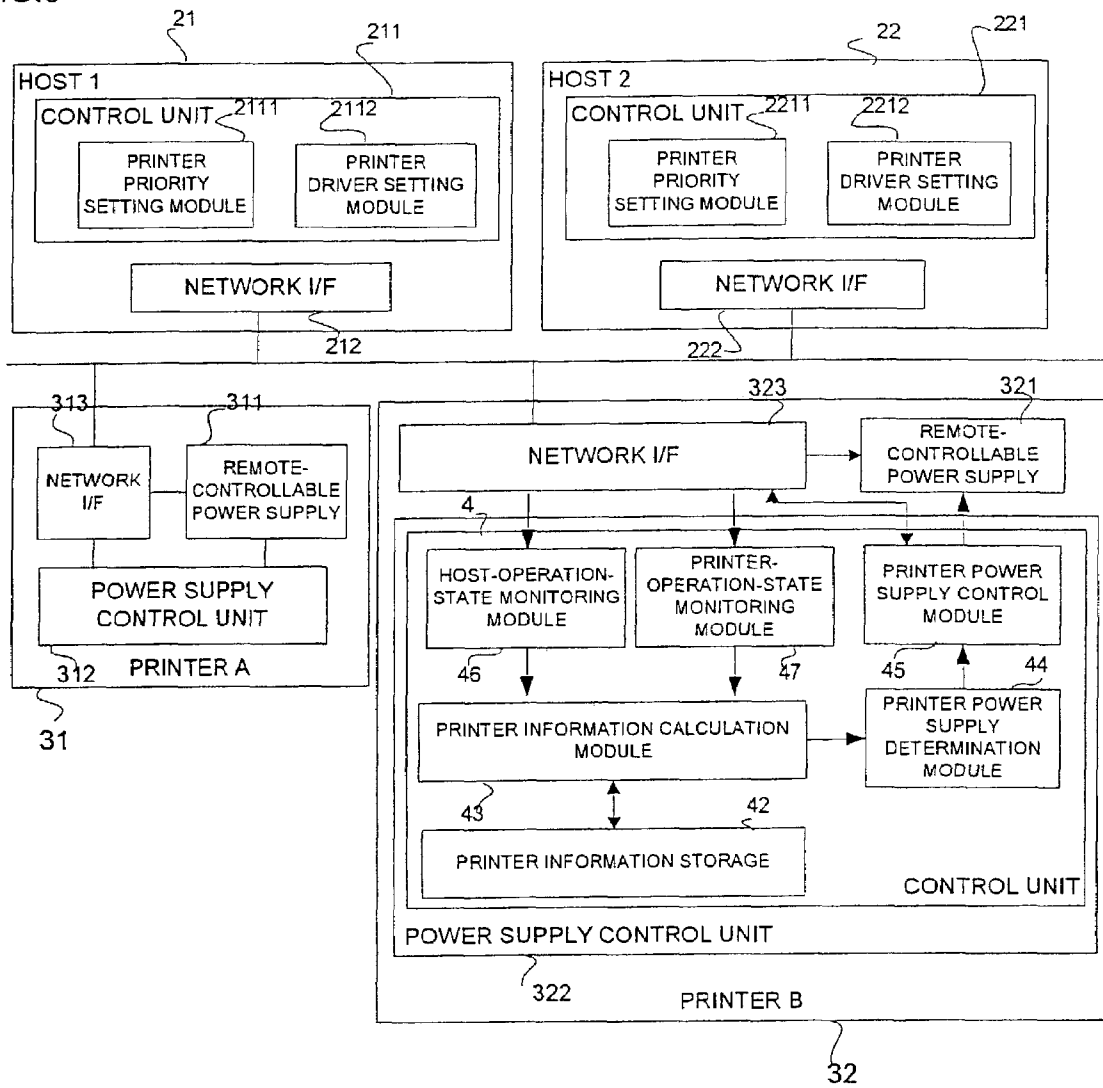 21
211
22
221
HOST 1
HOST 2
CONTROL UNIT
2111
2112
CONTROL UNIT
2211
2212
PRINTER
PRIORITY
SETTING MODULE
PRINTER
DRIVER SETTING
MODULE
PRINTER
PRIORITY
SETTING MODULE
PRINTER
DRIVER SETTING
MODULE
NETWORK I/F
NETWORK I/F
212
222
313
311
323
321
NETWORK
I/F
REMOTE-
CONTROLLABLE
POWER SUPPLY
NETWORK I/F
REMOTE-
CONTROLLABLE
POWER SUPPLY
4
POWER SUPPLY
CONTROL UNIT
HOST-OPERATION-
STATE MONITORING
MODULE
PRINTER-
OPERATION-STATE
MONITORING
MODULE
PRINTER POWER
SUPPLY CONTROL
MODULE
312
PRINTER A
46
47
45
44
31
PRINTER INFORMATION CALCULATION
MODULE
PRINTER POWER
SUPPLY
DETERMINATION
MODULE
43
42
PRINTER INFORMATION STORAGE
CONTROL UNIT
POWER SUPPLY CONTROL UNIT
322
PRINTER B
32